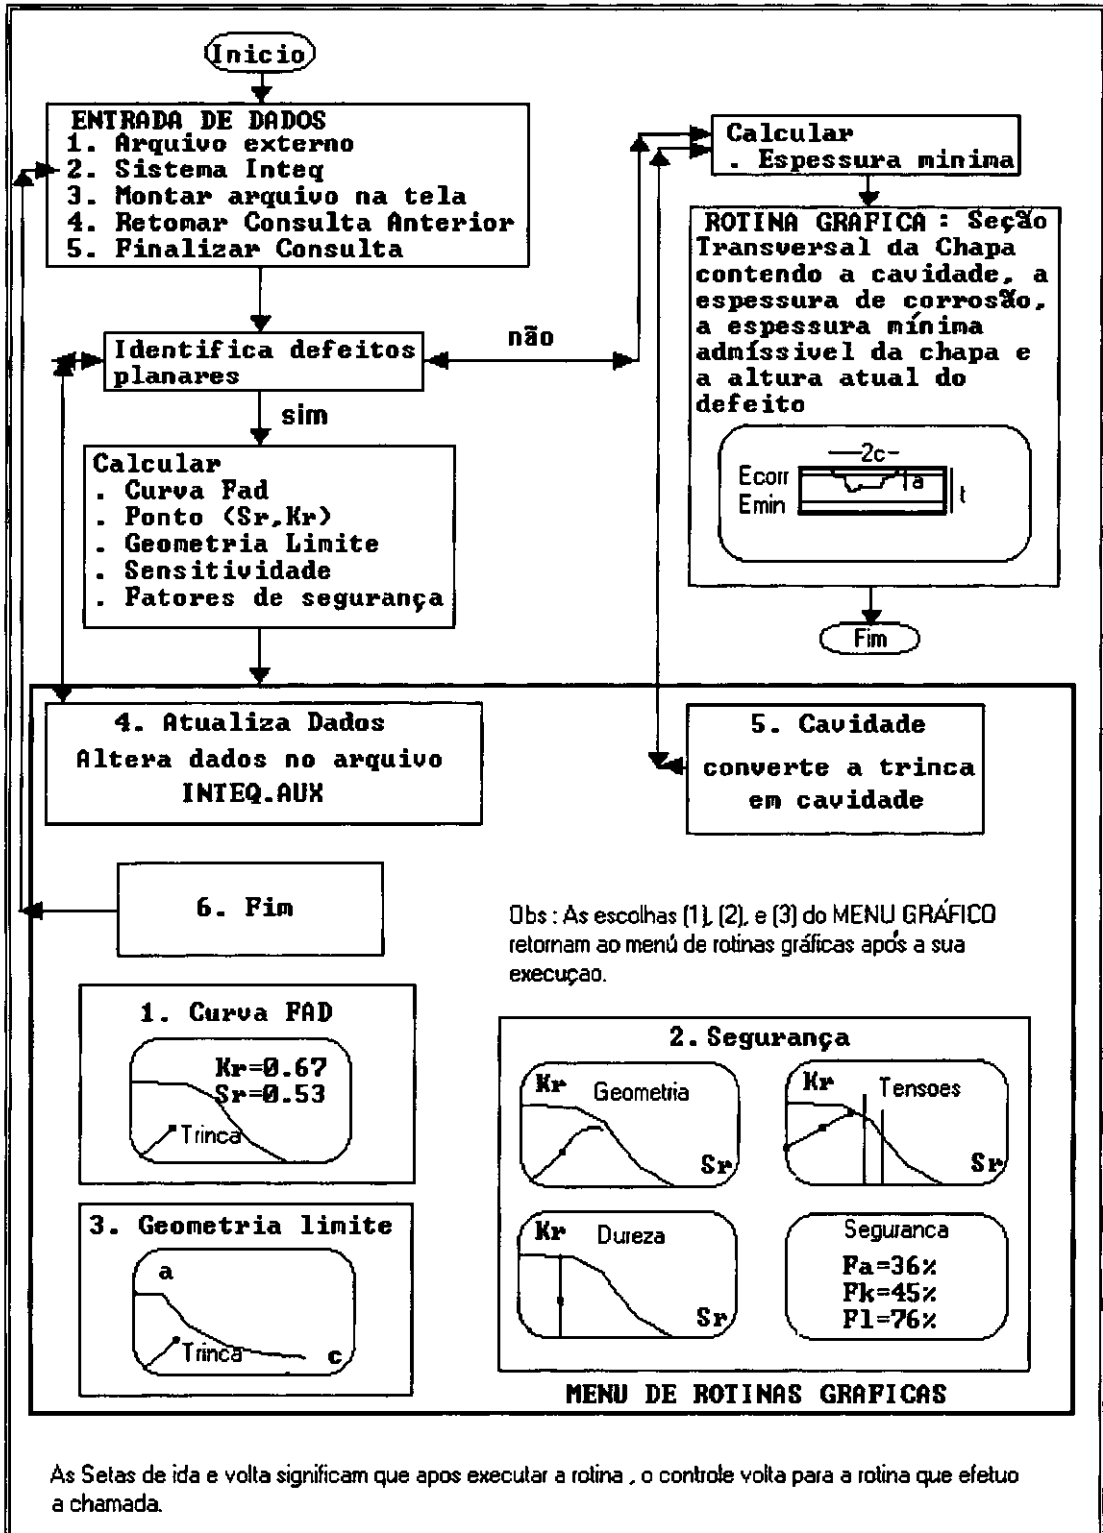 Inicio
ENTRADA DE DADOS
1. Arquivo externo
2. Sistema Inteq
3. Montar arquivo na tela
4. Retomar Consulta Anterior
5. Finalizar Consulta
Identifica defeitos
planares
não
sim
Calcular
. Curva Fad
. Ponto (Sr,Kr)
. Geometria Limite
. Sensitividade
. Fatores de segurança
Calcular
. Espessura minima
ROTINA GRAFICA : Seção
Transversal da Chapa
contendo a cavidade, a
espessura de corrosão,
a espessura mínima
admíssivel da chapa e
a altura atual do
defeito
2c
Ecorr
a
t
Emin
Fim
4. Atualiza Dados
Altera dados no arquivo
INTEQ.AUX
5. Cavidade
converte a trinca
em cavidade
6. Fim
Obs : As escolhas (1), (2), e (3) do MENU GRÁFICO
retornam ao menú de rotinas gráficas após a sua
execuçao.
1. Curva FAD
Kr=0.67
Sr=0.53
Trinca
3. Geometria limite
a
Trinca
c
2. Segurança
Kr
Geometria
Sr
Kr
Tensoes
Sr
Kr
Dureza
Sr
Seguranca
Fa=36%
Fk=45%
Fl=76%
MENU DE ROTINAS GRAFICAS
As Setas de ida e volta significam que apos executar a rotina , o controle volta para a rotina que efetuo
a chamada.